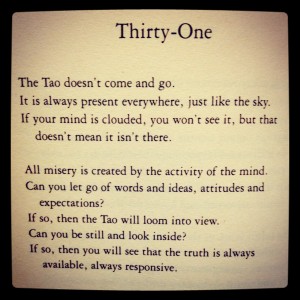 Thirty-One
The Tao doesn't come and go.
It is always present everywhere, just like the sky.
If your mind is clouded, you won't see it, but that
doesn't mean it isn't there.
All misery is created by the activity of the mind.
Can you let go of words and ideas, attitudes and
expectations?
If so, then the Tao will loom into view.
Can you be still and look inside?
If so, then you will see that the truth is always
available, always responsive.